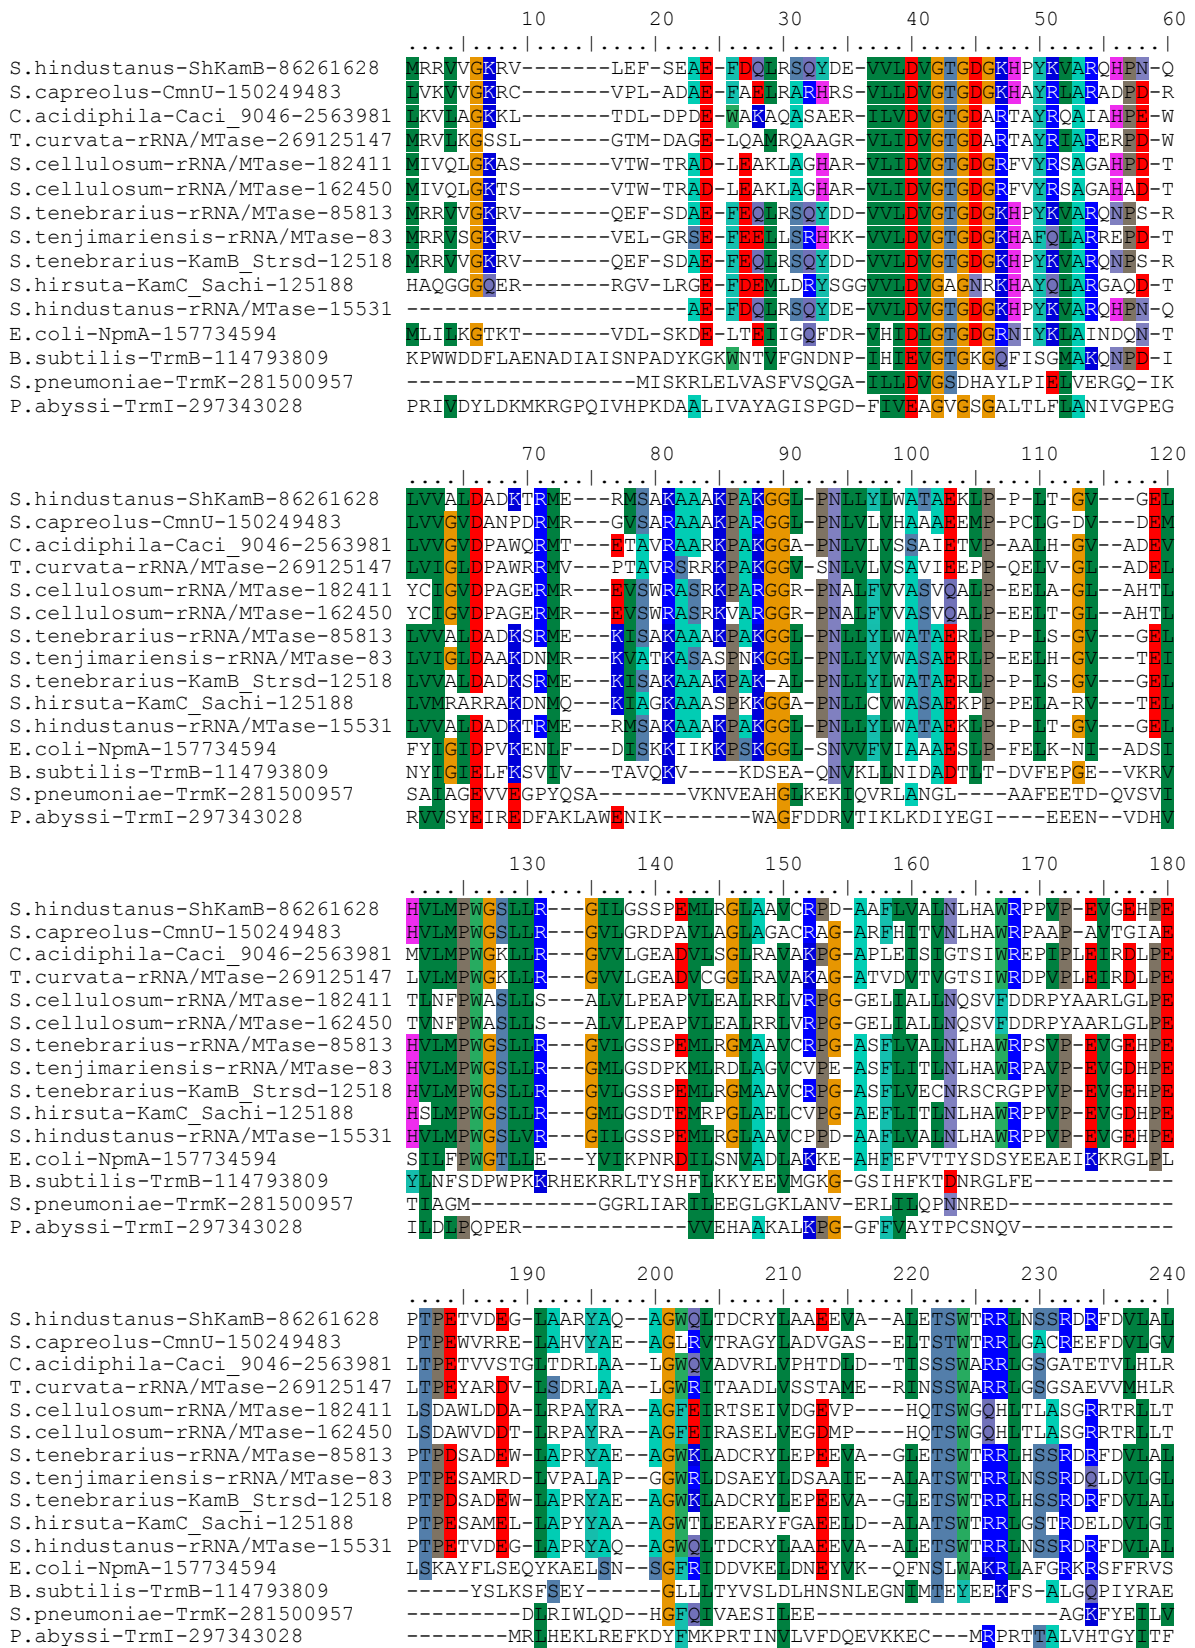 10 20 30 40 50 60
....|....|....|....|....|....|....|....|....|....|....|....|
S.hindustanus-ShKamB-86261628 MRRVVGKRV-------LEF-SEAE-FDQLRSQYDE-VVLDVGTGDGKHPYKVARQHPN-Q
S.capreolus-CmnU-150249483 LVKVVGKRC-------VPL-ADAE-FAELRARHRS-VLLDVGTGDGKHAYRLARADPD-R
C.acidiphila-Caci_9046-2563981 LKVLAGKKL-------TDL-DPDE-WAKAQASAER-ILVDVGTGDARTAYRQAIAHPE-W
T.curvata-rRNA/MTase-269125147 MRVLKGSSL-------GTM-DAGE-LQAMRQAAGR-VLIDVGTGDARTAYRIARERPD-W
S.cellulosum-rRNA/MTase-182411 MIVQLGKAS-------VTW-TRAD-LEAKLAGHAR-VLIDVGTGDGRFVYRSAGAHPD-T
S.cellulosum-rRNA/MTase-162450 MIVQLGKTS-------VTW-TRAD-LEAKLAGHAR-VLIDVGTGDGRFVYRSAGAHAD-T
S.tenebrarius-rRNA/MTase-85813 MRRVVGKRV-------QEF-SDAE-FEQLRSQYDD-VVLDVGTGDGKHPYKVARQNPS-R
S.tenjimariensis-rRNA/MTase-83 MRRVSGKRV-------VEL-GRSE-FEELLSRHKK-VVLDVGTGDGKHAFQLARREPD-T
S.tenebrarius-KamB_Strsd-12518 MRRVVGKRV-------QEF-SDAE-FEQLRSQYDD-VVLDVGTGDGKHPYKVARQNPS-R
S.hirsuta-KamC_Sachi-125188 HAQGGGQER-------RGV-LRGE-FDEMLDRYSGGVVLDVGAGNRKHAYQLARGAQD-T
S.hindustanus-rRNA/MTase-15531 ----------------------AE-FDQLRSQYDE-VVLDVGTGDGKHPYKVARQHPN-Q
E.coli-NpmA-157734594 MLILKGTKT-------VDL-SKDE-LTEIIGQFDR-VHIDLGTGDGRNIYKLAINDQN-T
B.subtilis-TrmB-114793809 KPWWDDFLAENADIAISNPADYKGKWNTVFGNDNP-IHIEVGTGKGQFISGMAKQNPD-I
S.pneumoniae-TrmK-281500957 ------------------MISKRLELVASFVSQGA-ILLDVGSDHAYLPIELVERGQ-IK
P.abyssi-TrmI-297343028 PRIVDYLDKMKRGPQIVHPKDAALIVAYAGISPGD-FIVEAGVGSGALTLFLANIVGPEG
70 80 90 100 110 120
....|....|....|....|....|....|....|....|....|....|....|....|
S.hindustanus-ShKamB-86261628 LVVALDADKTRME---RMSAKAAAKPAKGGL-PNLLYLWATAEKLP-P-LT-GV---GEL
S.capreolus-CmnU-150249483 LVVGVDANPDRMR---GVSARAAAKPARGGL-PNLVLVHAAAEEMP-PCLG-DV---DEM
C.acidiphila-Caci_9046-2563981 LVVGVDPAWQRMT---ETAVRAARKPAKGGA-PNLVLVSSAIETVP-AALH-GV--ADEV
T.curvata-rRNA/MTase-269125147 LVIGLDPAWRRMV---PTAVRSRRKPAKGGV-SNLVLVSAVIEEPP-QELV-GL--ADEL
S.cellulosum-rRNA/MTase-182411 YCIGVDPAGERMR---EVSWRASRKPARGGR-PNALFVVASVQALP-EELA-GL--AHTL
S.cellulosum-rRNA/MTase-162450 YCIGVDPAGERMR---EVSWRASRKVARGGR-PNALFVVASVQALP-EELT-GL--AHTL
S.tenebrarius-rRNA/MTase-85813 LVVALDADKSRME---KISAKAAAKPAKGGL-PNLLYLWATAERLP-P-LS-GV---GEL
S.tenjimariensis-rRNA/MTase-83 LVIGLDAAKDNMR---KVATKASASPNKGGL-PNLLYVWASAERLP-EELH-GV---TEI
S.tenebrarius-KamB_Strsd-12518 LVVALDADKSRME---KISAKAAAKPAK-AL-PNLLYLWATAERLP-P-LS-GV---GEL
S.hirsuta-KamC_Sachi-125188 LVMRARRAKDNMQ---KIAGKAAASPKKGGA-PNLLCVWASAEKPP-PELA-RV---TEL
S.hindustanus-rRNA/MTase-15531 LVVALDADKTRME---RMSAKAAAKPAKGGL-PNLLYLWATAEKLP-P-LT-GV---GEL
E.coli-NpmA-157734594 FYIGIDPVKENLF---DISKKIIKKPSKGGL-SNVVFVIAAAESLP-FELK-NI--ADSI
B.subtilis-TrmB-114793809 NYIGIELFKSVIV---TAVQKV----KDSEA-QNVKLLNIDADTLT-DVFEPGE--VKRV
S.pneumoniae-TrmK-281500957 SAIAGEVVEGPYQSA-------VKNVEAHGLKEKIQVRLANGL----AAFEETD-QVSVI
P.abyssi-TrmI-297343028 RVVSYEIREDFAKLAWENIK------WAGFDDRVTIKLKDIYEGI----EEEN--VDHV
130 140 150 160 170 180
....|....|....|....|....|....|....|....|....|....|....|....|
S.hindustanus-ShKamB-86261628 HVLMPWGSLLR---GILGSSPEMLRGLAAVCRPD-AAFLVALNLHAWRPPVP-EVGEHPE
S.capreolus-CmnU-150249483 HVLMPWGSLLR---GVLGRDPAVLAGLAGACRAG-ARFHITVNLHAWRPAAP-AVTGIAE
C.acidiphila-Caci_9046-2563981 MVLMPWGKLLR---GVVLGEADVLSGLRAVAKPG-APLEISIGTSIWREPIPLEIRDLPE
T.curvata-rRNA/MTase-269125147 LVLMPWGKLLR---GVVLGEADVCGGLRAVAKAG-ATVDVTVGTSIWRDPVPLEIRDLPE
S.cellulosum-rRNA/MTase-182411 TLNFPWASLLS---ALVLPEAPVLEALRRLVRPG-GELIALLNQSVFDDRPYAARLGLPE
S.cellulosum-rRNA/MTase-162450 TVNFPWASLLS---ALVLPEAPVLEALRRLVRPG-GELIALLNQSVFDDRPYAARLGLPE
S.tenebrarius-rRNA/MTase-85813 HVLMPWGSLLR---GVLGSSPEMLRGMAAVCRPG-ASFLVALNLHAWRPSVP-EVGEHPE
S.tenjimariensis-rRNA/MTase-83 HVLMPWGSLLR---GMLGSDPKMLRDLAGVCVPE-ASFLITLNLHAWRPAVP-EVGDHPE
S.tenebrarius-KamB_Strsd-12518 HVLMPWGSLLR---GVLGSSPEMLRGMAAVCRPG-ASFLVECNRSCRGPPVP-EVGEHPE
S.hirsuta-KamC_Sachi-125188 HSLMPWGSLLR---GMLGSDTEMRPGLAELCVPG-AEFLITLNLHAWRPPVP-EVGDHPE
S.hindustanus-rRNA/MTase-15531 HVLMPWGSLVR---GILGSSPEMLRGLAAVCPPD-AAFLVALNLHAWRPPVP-EVGEHPE
E.coli-NpmA-157734594 SILFPWGTLLE---YVIKPNRDILSNVADLAKKE-AHFEFVTTYSDSYEEAEIKKRGLPL
B.subtilis-TrmB-114793809 YLNFSDPWPKKRHEKRRLTYSHFLKKYEEVMGKG-GSIHFKTDNRGLFE-----------
S.pneumoniae-TrmK-281500957 TIAGM----------GGRLIARILEEGLGKLANV-ERLILQPNNRED-------------
P.abyssi-TrmI-297343028 ILDLPQPER------------VVEHAAKALKPG-GFFVAYTPCSNQV------------
190 200 210 220 230 240
....|....|....|....|....|....|....|....|....|....|....|....|
S.hindustanus-ShKamB-86261628 PTPETVDEG-LAARYAQ--AGWQLTDCRYLAAEEVA--ALETSWTRRLNSSRDRFDVLAL
S.capreolus-CmnU-150249483 PTPEWVRRE-LAHVYAE--AGLRVTRAGYLADVGAS--ELTSTWTRRLGACREEFDVLGV
C.acidiphila-Caci_9046-2563981 LTPETVVSTGLTDRLAA--LGWQVADVRLVPHTDLD--TISSSWARRLGSGATETVLHLR
T.curvata-rRNA/MTase-269125147 LTPEYARDV-LSDRLAA--LGWRITAADLVSSTAME--RINSSWARRLGSGSAEVVMHLR
S.cellulosum-rRNA/MTase-182411 LSDAWLDDA-LRPAYRA--AGFEIRTSEIVDGEVP---HQTSWGQHLTLASGRRTRLLT
S.cellulosum-rRNA/MTase-162450 LSDAWVDDT-LRPAYRA--AGFEIRASELVEGDMP---HQTSWGQHLTLASGRRTRLLT
S.tenebrarius-rRNA/MTase-85813 PTPDSADEW-LAPRYAE--AGWKLADCRYLEPEEVA--GLETSWTRRLHSSRDRFDVLAL
S.tenjimariensis-rRNA/MTase-83 PTPESAMRD-LVPALAP--GGWRLDSAEYLDSAAIE--ALATSWTRRLNSSRDQLDVLGL
S.tenebrarius-KamB_Strsd-12518 PTPDSADEW-LAPRYAE--AGWKLADCRYLEPEEVA--GLETSWTRRLHSSRDRFDVLAL
S.hirsuta-KamC_Sachi-125188 PTPESAMEL-LAPYYAA--AGWTLEEARYFGAEELD--ALATSWTRRLGSTRDELDVLGI
S.hindustanus-rRNA/MTase-15531 PTPETVDEG-LAPRYAQ--AGWQLTDCRYLAAEEVA--ALETSWTRRLNSSRDRFDVLAL
E.coli-NpmA-157734594 LSKAYFLSEQYKAELSN--SGFRIDDVKELDNEYVK--QFNSLWAKRLAFGRKRSFFRVS
B.subtilis-TrmB-114793809 -----YSLKSFSEY------GLLLTYVSLDLHNSNLEGNIMTEYEEKFS-ALGQPIYRAE
S.pneumoniae-TrmK-281500957 ---------DLRIWLQD--HGFQIVAESILEE-------------------AGKFYEILV
P.abyssi-TrmI-297343028 --------MRLHEKLREFKDYFMKPRTINVLVFDQEVKKEC---MRPRTTALVHTGYITF